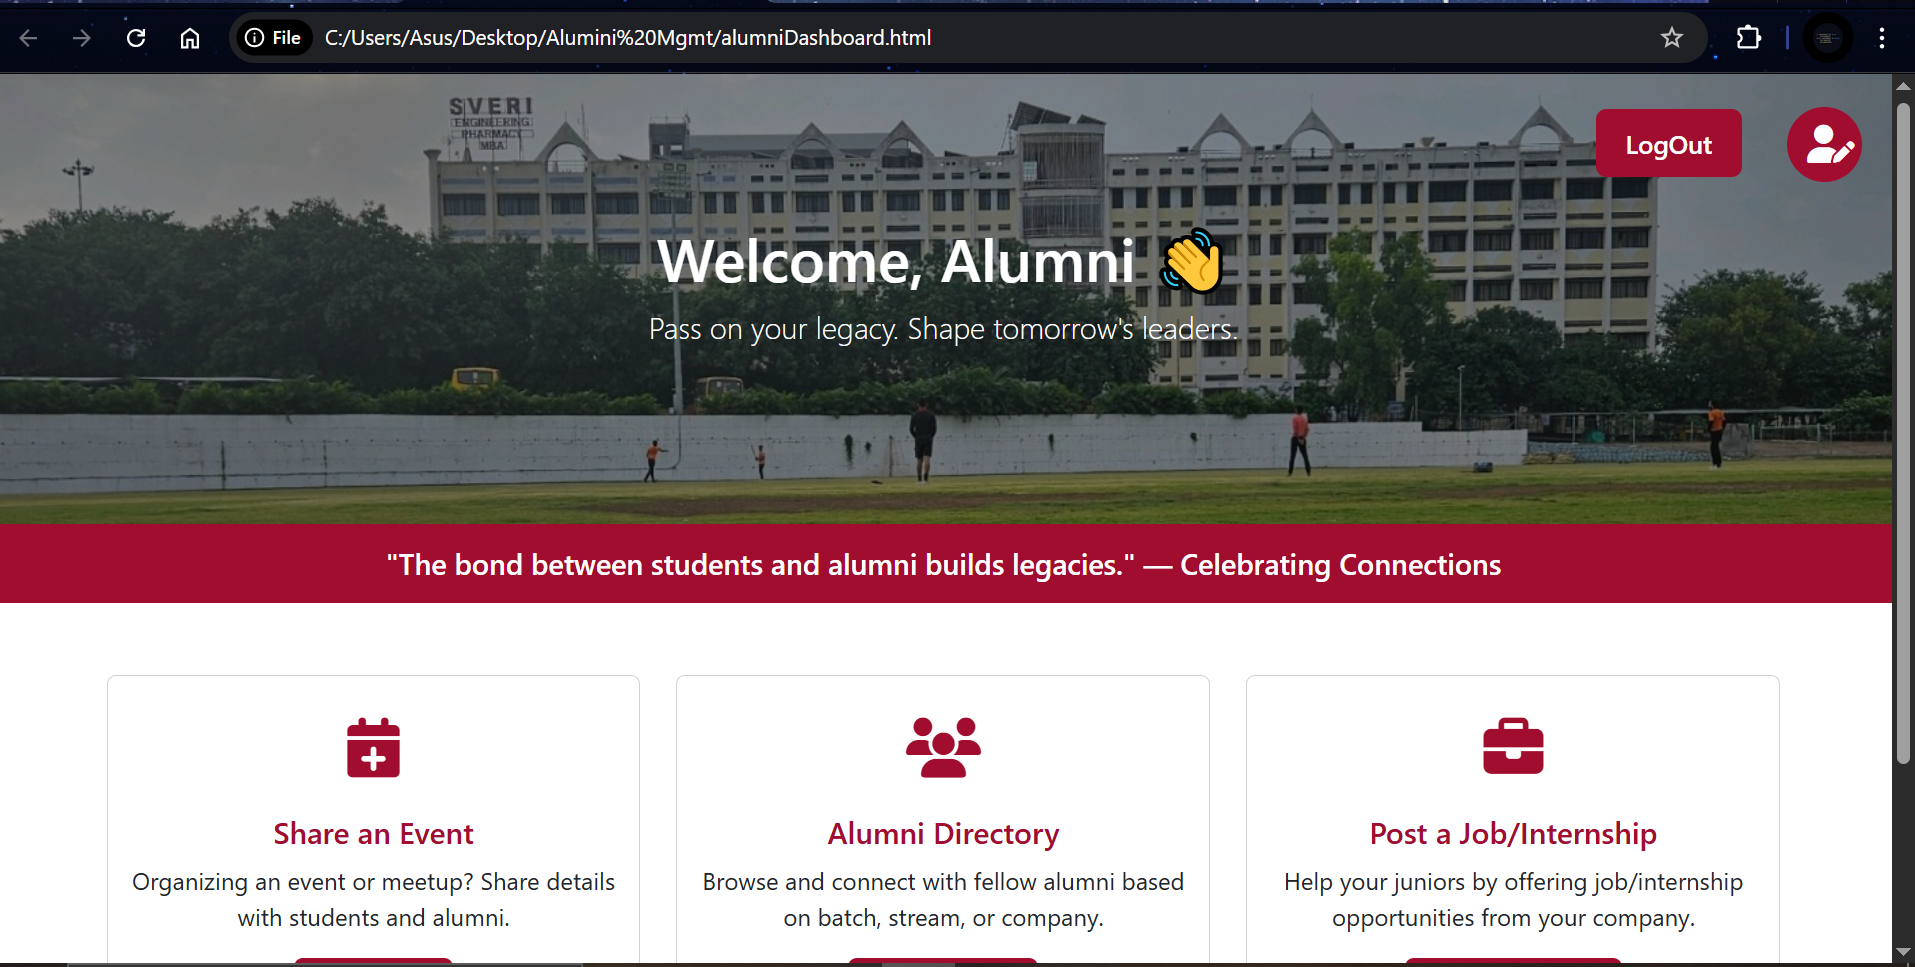 File
C:/Users/Asus/Desktop/Alumini%20Mgmt/alumniDashboard.html
SVERI
ENGINEERING
PHARMACY
MBA
LogOut
Welcome, Alumni 👋
Pass on your legacy. Shape tomorrow's leaders.
"The bond between students and alumni builds legacies." — Celebrating Connections
Share an Event
Organizing an event or meetup? Share details
with students and alumni.
Alumni Directory
Browse and connect with fellow alumni based
on batch, stream, or company.
Post a Job/Internship
Help your juniors by offering job/internship
opportunities from your company.